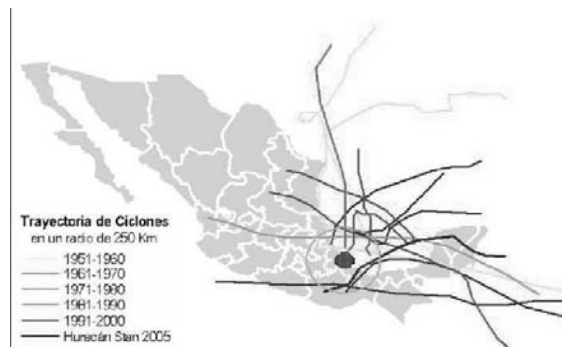 Trayectoria de Ciclones
en un radio de 250 Km.
1951-1960
1961-1970
1971-1980
1981-1990
1991-2000
Huracán Stan 2005